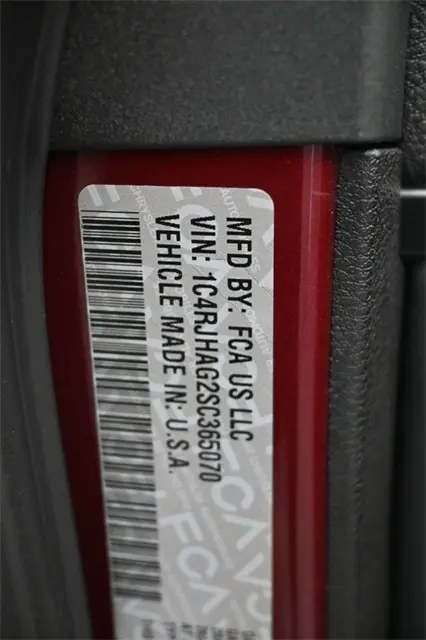 MFD BY: FCA US LLC
VIN: 1C4RJHAG2SC365070
VEHICLE MADE IN: U.S.A.